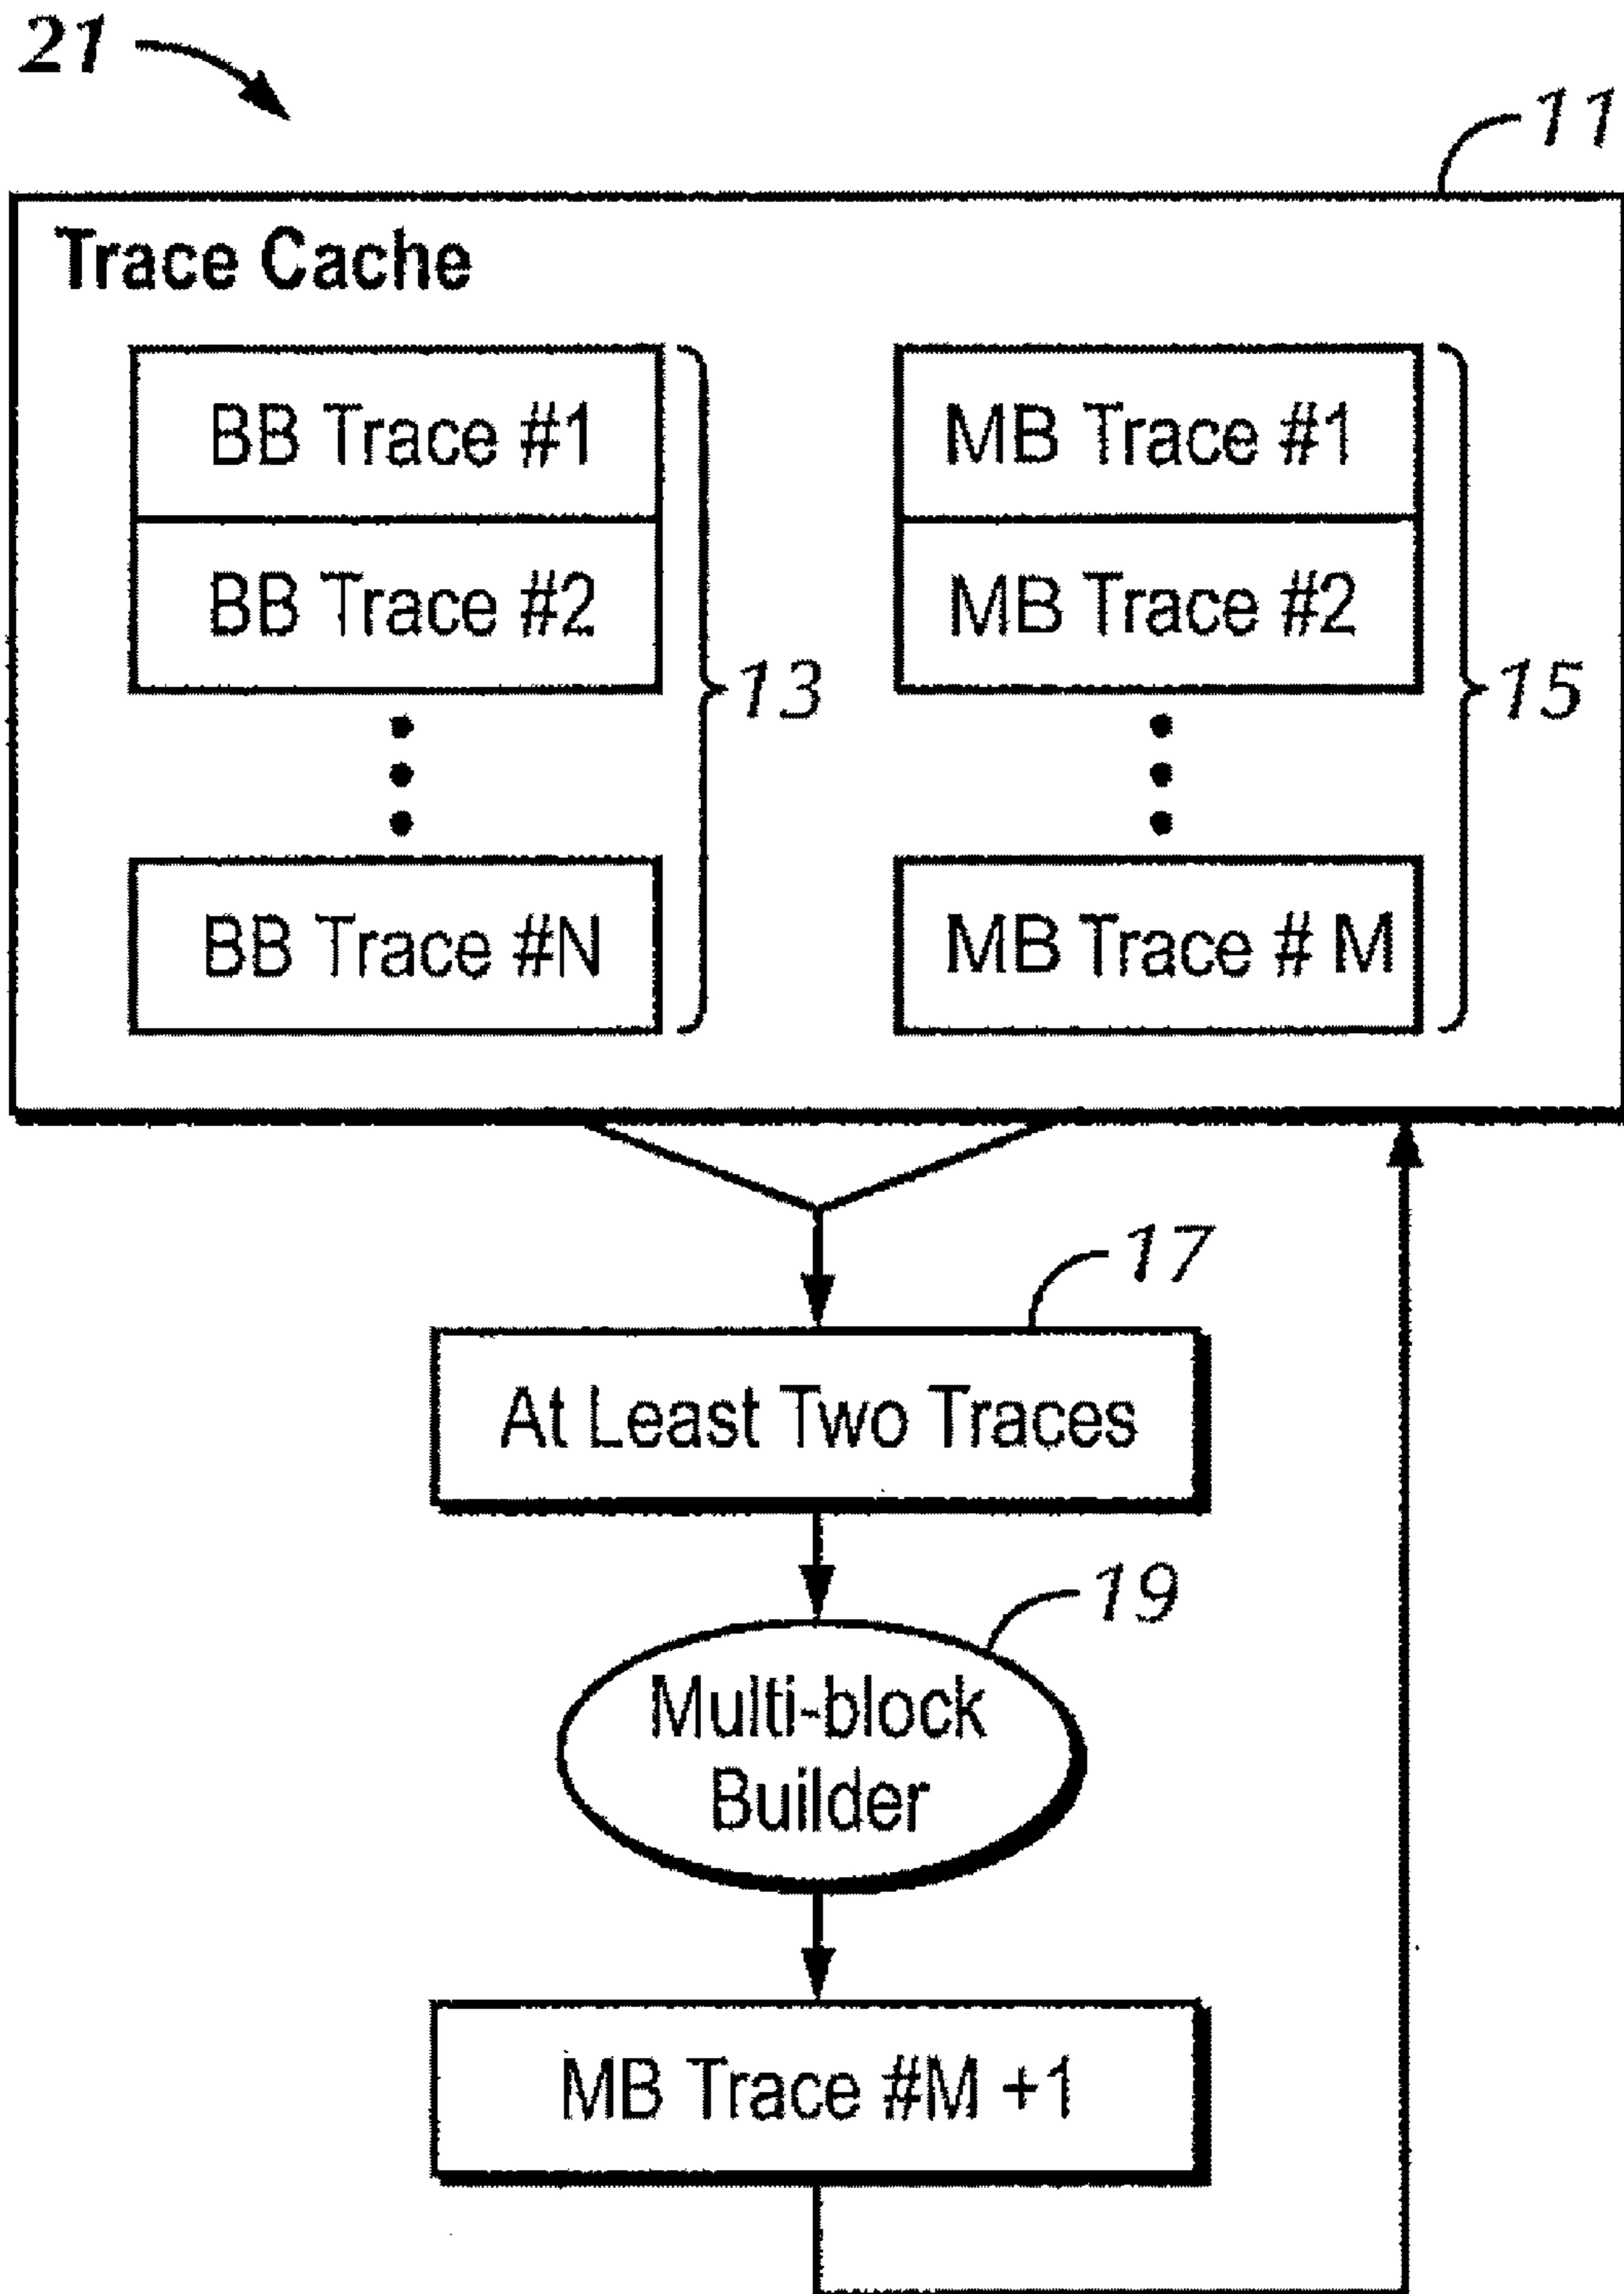 21
11
Trace Cache
BB Trace #1
MB Trace #1
BB Trace #2
MB Trace #2
13
15
BB Trace #N
MB Trace # M
17
At Least Two Traces
19
Multi-block
Builder
MB Trace #M +1